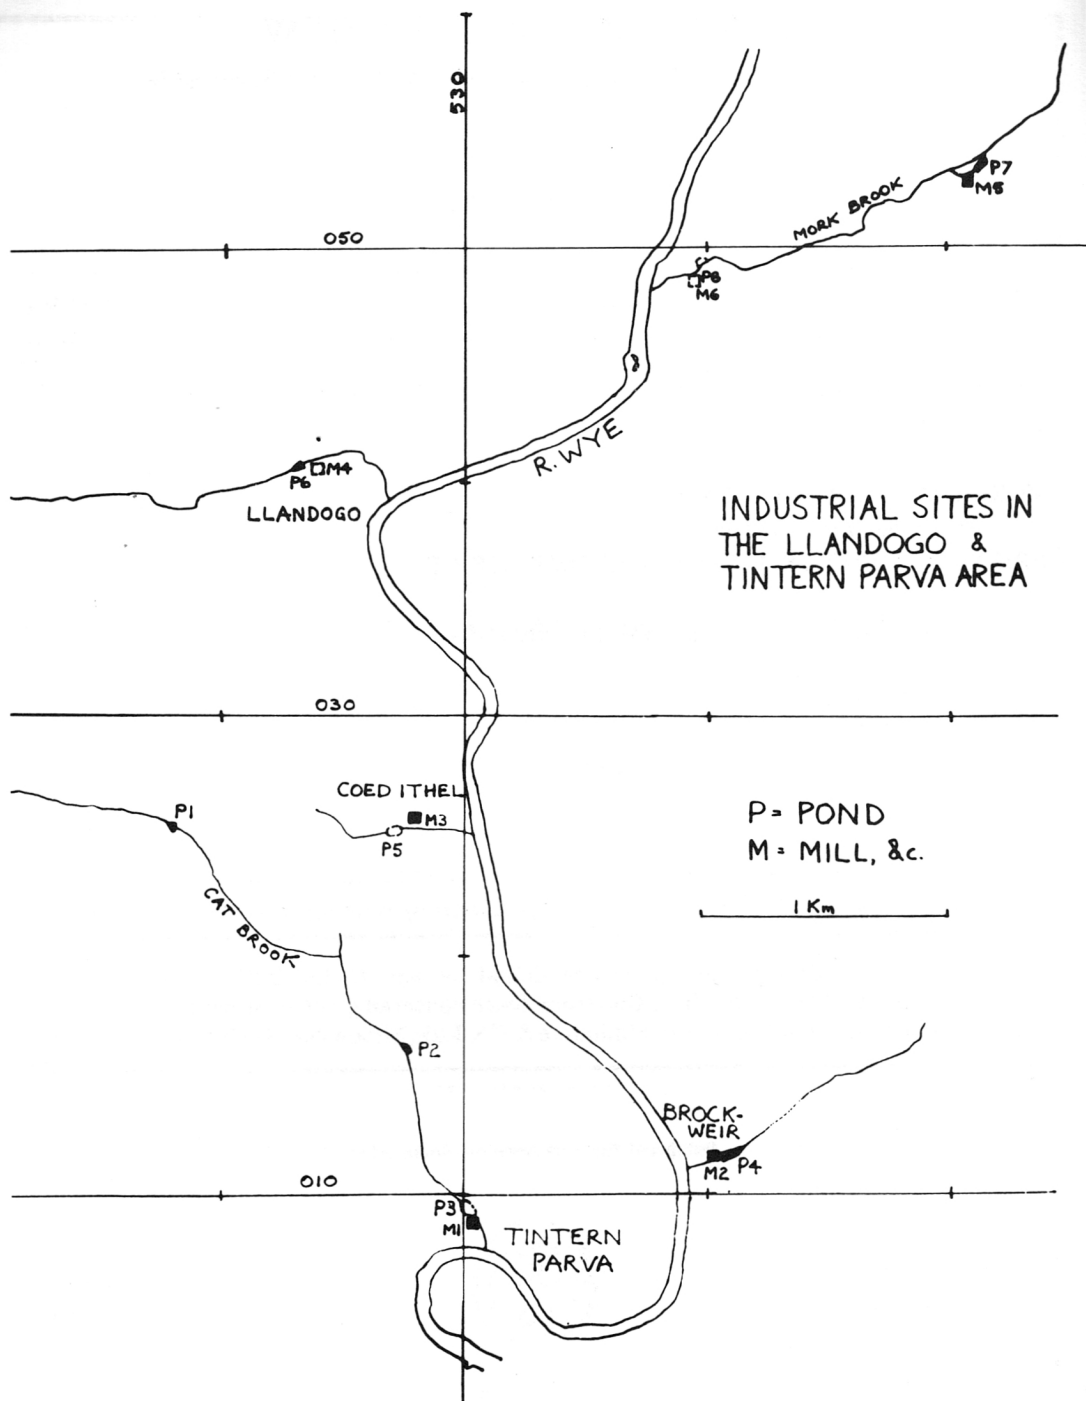 530
P7
M5
MORK BROOK
050
P8
M6
R. WYE
M4
P6
LLANDOGO
INDUSTRIAL SITES IN
THE LLANDOGO &
TINTERN PARVA AREA
030
COED ITHEL
P1
M3
P5
P = POND
M = MILL, &c.
1 Km
CAT BROOK
P2
BROCK-
WEIR
M2
P4
010
P3
M1
TINTERN
PARVA